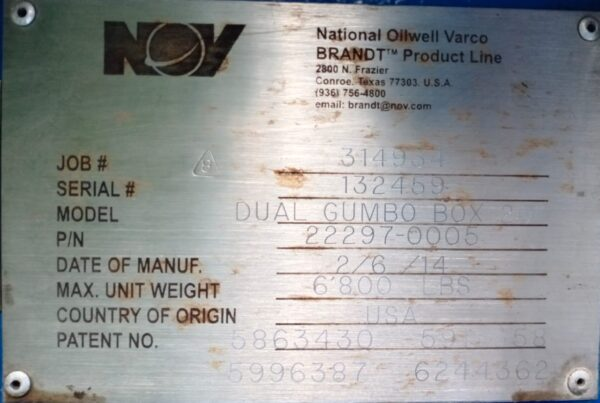 NOV
National Oilwell Varco
BRANDT™ Product Line
2800 N. Frazier
Conroe, Texas 77303. U.S.A.
(936) 756-4800
email: brandt@nov.com
JOB #
SERIAL # 132459
MODEL DUAL GUMBO BOX
P/N 22297-0005
DATE OF MANUF. 2/6 /14
MAX. UNIT WEIGHT 6800 LBS
COUNTRY OF ORIGIN USA
PATENT NO. 5863430
5996387 6244362